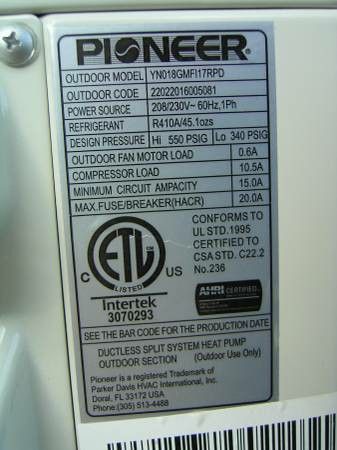 PIONEER
OUTDOOR MODEL YN018GMFI17RPD
OUTDOOR CODE 22022016005081
POWER SOURCE 208/230V~ 60Hz,1Ph
REFRIGERANT R410A/45.1ozs
DESIGN PRESSURE Hi 550 PSIG Lo 340 PSIG
OUTDOOR FAN MOTOR LOAD 0.6A
COMPRESSOR LOAD 10.5A
MINIMUM CIRCUIT AMPACITY 15.0A
MAX.FUSE/BREAKER(HACR) 20.0A
ETL
C US
LISTED
Intertek
3070293
CONFORMS TO
UL STD.1995
CERTIFIED TO
CSA STD. C22.2
No.236
AHRI CERTIFIED
SEE THE BAR CODE FOR THE PRODUCTION DATE
DUCTLESS SPLIT SYSTEM HEAT PUMP
OUTDOOR SECTION (Outdoor Use Only)
Pioneer is a registered Trademark of
Parker Davis HVAC International, Inc.
Doral, FL 33172 USA
Phone: (305) 513-4488